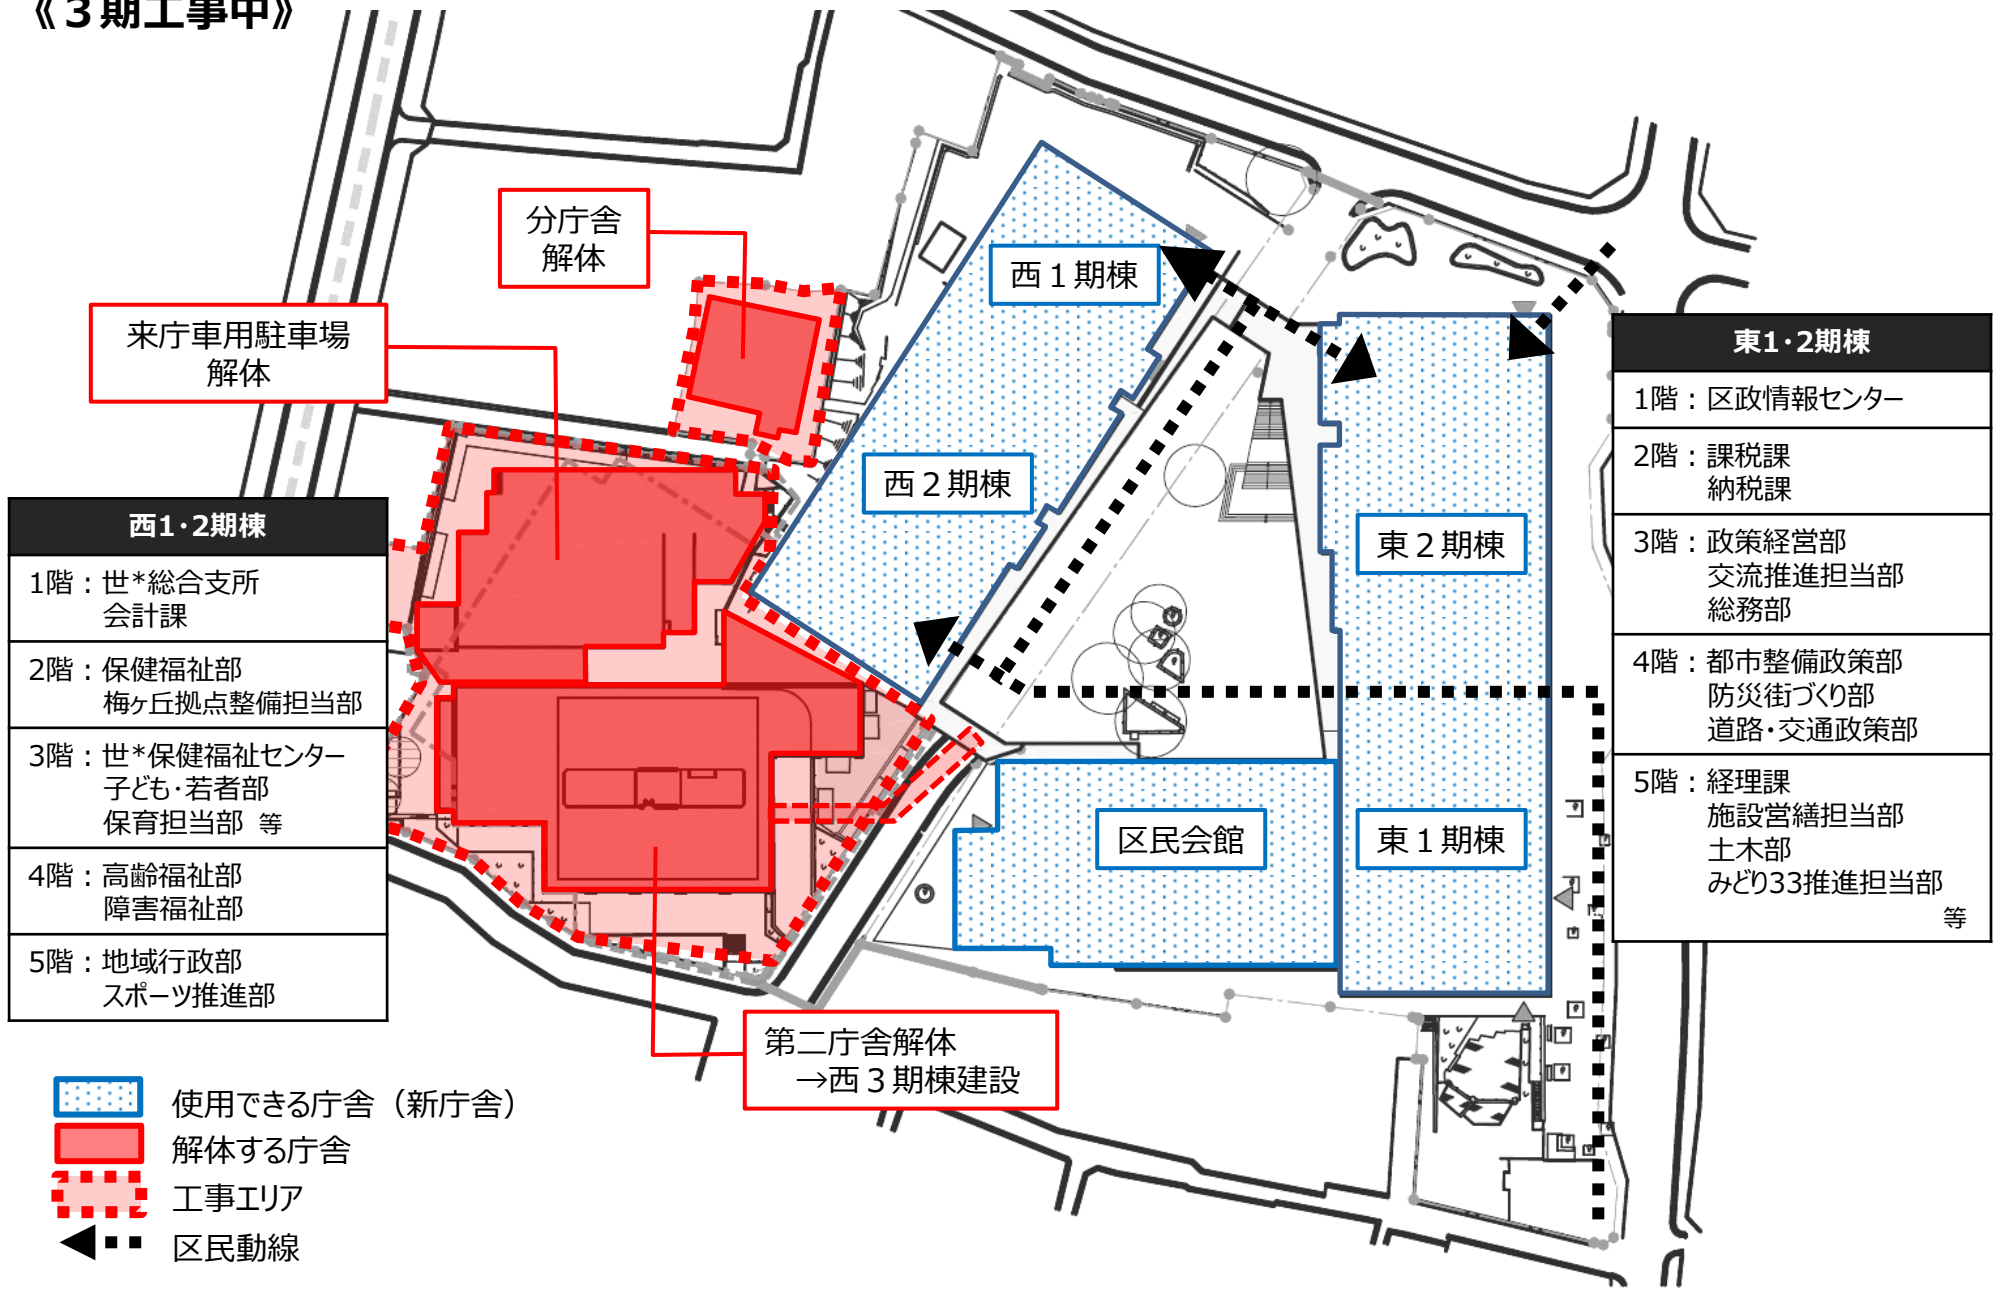 《３期工事中》
分庁舎
解体
来庁車用駐車場
解体
西１期棟
西２期棟
東２期棟
東１期棟
区民会館
第二庁舎解体
→西３期棟建設
西1・2期棟
1階：世*総合支所
会計課
2階：保健福祉部
梅ヶ丘拠点整備担当部
3階：世*保健福祉センター
子ども・若者部
保育担当部 等
4階：高齢福祉部
障害福祉部
5階：地域行政部
スポーツ推進部
東1・2期棟
1階：区政情報センター
2階：課税課
納税課
3階：政策経営部
交流推進担当部
総務部
4階：都市整備政策部
防災街づくり部
道路・交通政策部
5階：経理課
施設営繕担当部
土木部
みどり33推進担当部
等
使用できる庁舎（新庁舎）
解体する庁舎
工事エリア
区民動線